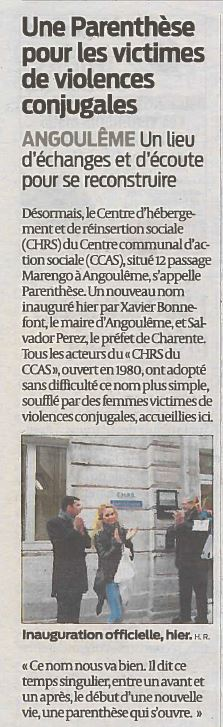 Une Parenthèse
pour les victimes
de violences
conjugales
ANGOULÊME Un lieu
d'échanges et d'écoute
pour se reconstruire
Désormais, le Centre d'héberge-
ment et de réinsertion sociale
(CHRS) du Centre communal d'ac-
tion sociale (CCAS), situé 12 passage
Marengo à Angoulême, s'appelle
Parenthèse. Un nouveau nom
inauguré hier par Xavier Bonne-
font, le maire d'Angoulême, et Sal-
vador Perez, le préfet de Charente.
Tous les acteurs du « CHRS du
CCAS », ouvert en 1980, ont adopté
sans difficulté ce nom plus simple,
soufflé par des femmes victimes de
violences conjugales, accueillies ici.
CHRS
Inauguration officielle, hier. H. R.
« Ce nom nous va bien. Il dit ce
temps singulier, entre un avant et
un après, le début d'une nouvelle
vie, une parenthèse qui s'ouvre. »